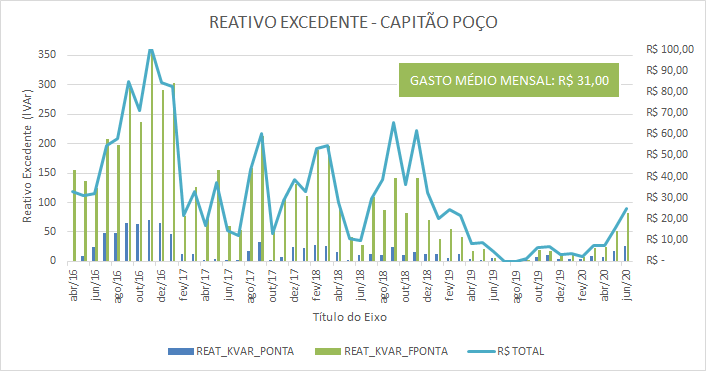 REATIVO EXCEDENTE - CAPITÃO POÇO
GASTO MÉDIO MENSAL: R$ 31,00
Reativo Excedente (IVAr)
350
300
250
200
150
100
50
0
R$ 100,00
R$ 90,00
R$ 80,00
R$ 70,00
R$ 60,00
R$ 50,00
R$ 40,00
R$ 30,00
R$ 20,00
R$ 10,00
R$ -
abr/16
jun/16
ago/16
out/16
dez/16
fev/17
abr/17
jun/17
ago/17
out/17
dez/17
fev/18
abr/18
jun/18
ago/18
out/18
dez/18
fev/19
abr/19
jun/19
ago/19
out/19
dez/19
fev/20
abr/20
jun/20
Título do Eixo
REAT_KVAR_PONTA
REAT_KVAR_FPONTA
R$ TOTAL